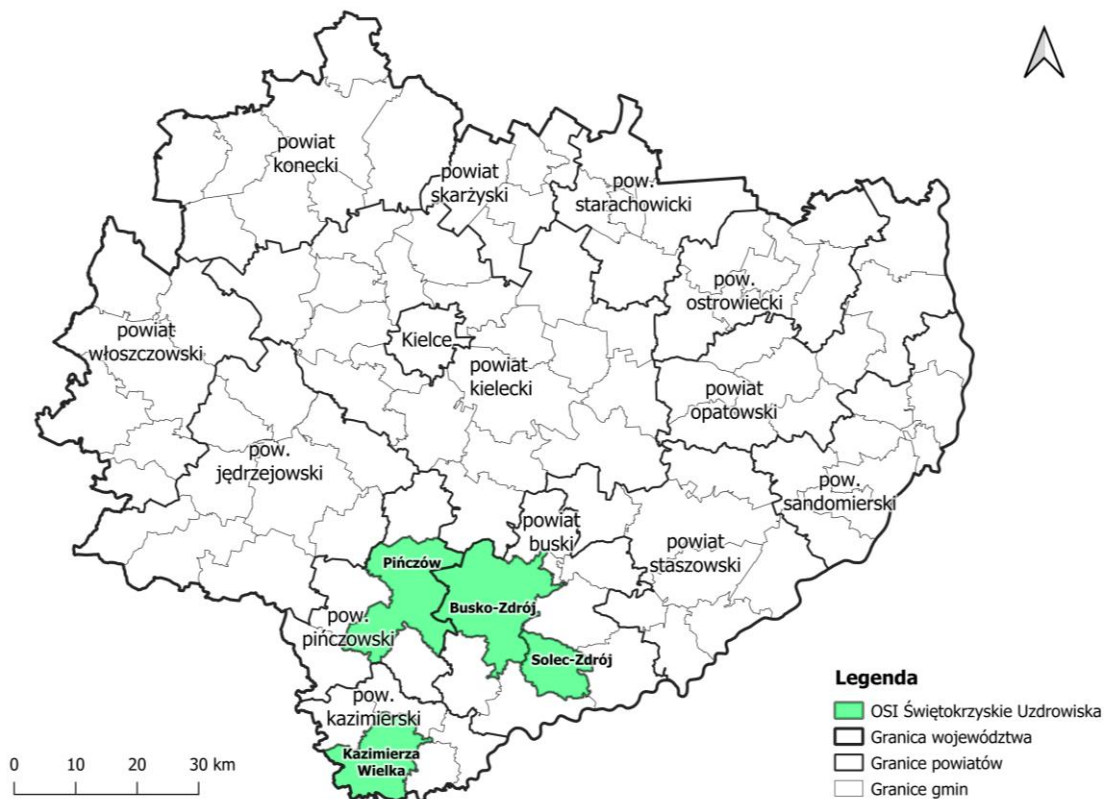 powiat
konecki
powiat
skarżyski
pow.
starachowicki
pow.
ostrowiecki
powiat
włoszczowski
Kielce
powiat
kielecki
powiat
opatowski
pow.
jędrzejowski
pow.
sandomierski
powiat
buski
powiat
staszowski
Pińczów
Busko-Zdrój
pow.
pińczowski
Solec-Zdrój
pow.
kazimierski
Kazimierza
Wielka
0 10 20 30 km
Legenda
OSI Świętokrzyskie Uzdrowiska
Granica województwa
Granice powiatów
Granice gmin